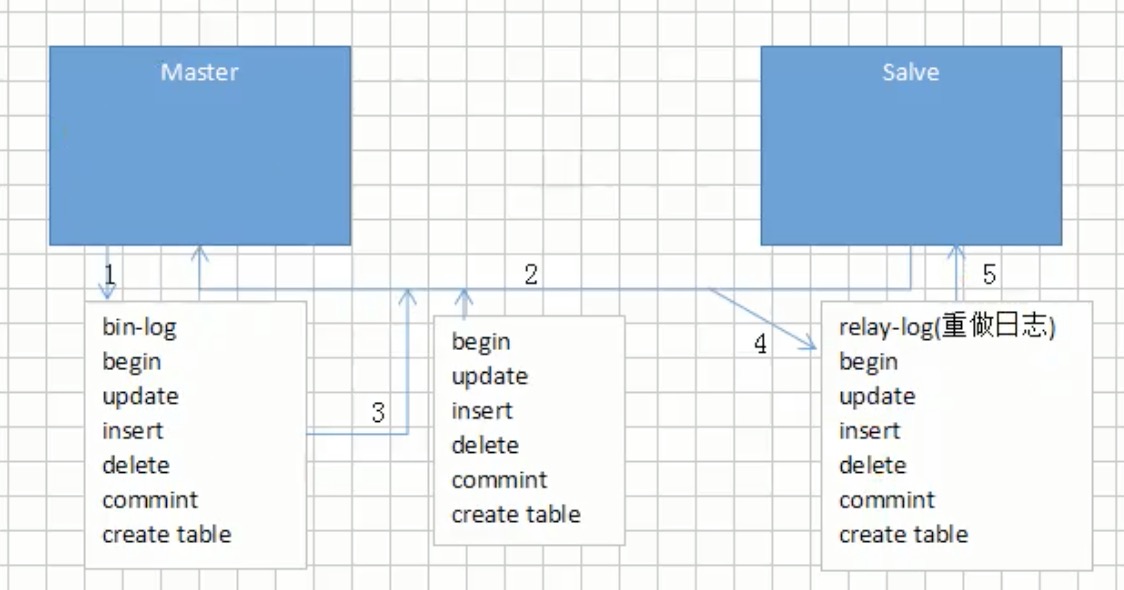 Master
Salve
1
2
5
bin-log
begin
update
insert
delete
commint
create table
3
begin
update
insert
delete
commint
create table
4
relay-log(重做日志)
begin
update
insert
delete
commint
create table